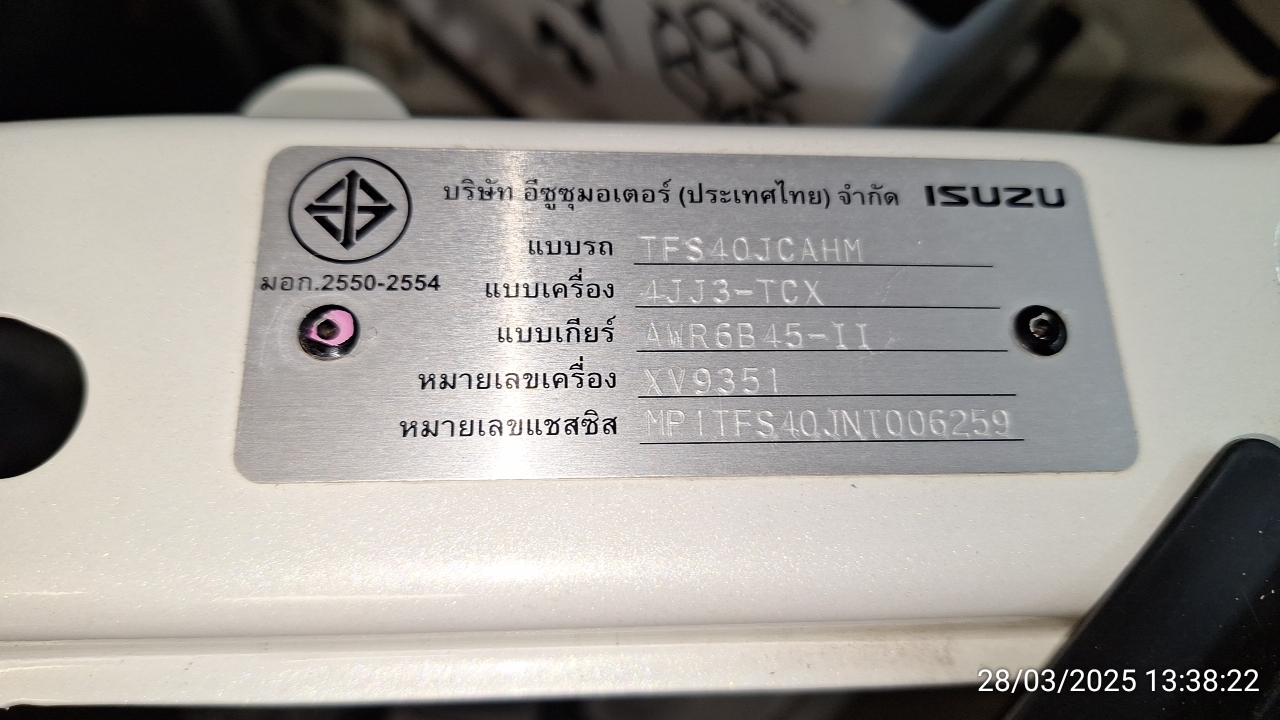 บริษัท อีซูซุมอเตอร์ (ประเทศไทย) จำกัด ISUZU
มอก.2550-2554
แบบรถ TFS40JCAHM
แบบเครื่อง 4JJ3-TCX
แบบเกียร์ AWR6B45-II
หมายเลขเครื่อง XV9351
หมายเลขแชสซิส MP1TFS40JNT006259
28/03/2025 13:38:22